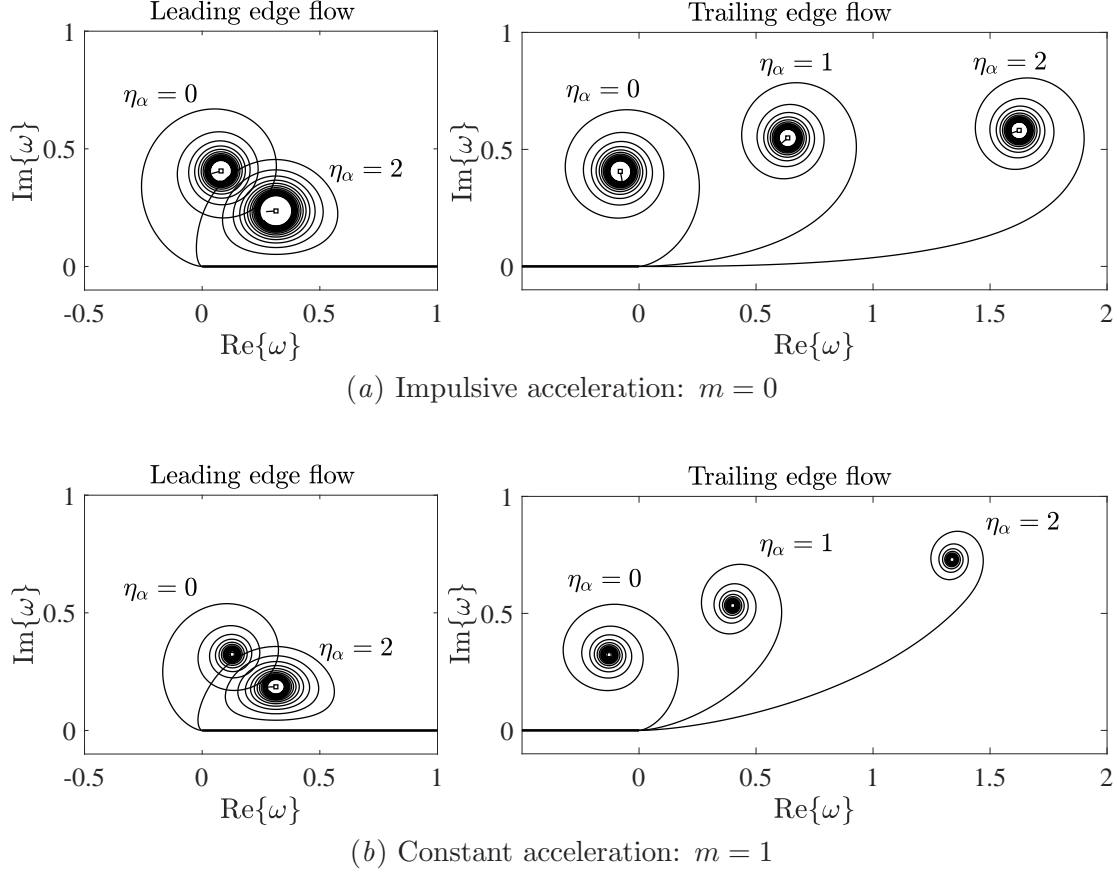 Leading edge flow
Trailing edge flow
1
0.5
0
-0.5
0
0.5
1
Im{ω}
Re{ω}
η_α = 0
η_α = 2
1
0.5
0
0
0.5
1
1.5
2
Im{ω}
Re{ω}
η_α = 0
η_α = 1
η_α = 2
(a) Impulsive acceleration: m = 0
Leading edge flow
Trailing edge flow
1
0.5
0
-0.5
0
0.5
1
Im{ω}
Re{ω}
η_α = 0
η_α = 2
1
0.5
0
0
0.5
1
1.5
2
Im{ω}
Re{ω}
η_α = 0
η_α = 1
η_α = 2
(b) Constant acceleration: m = 1